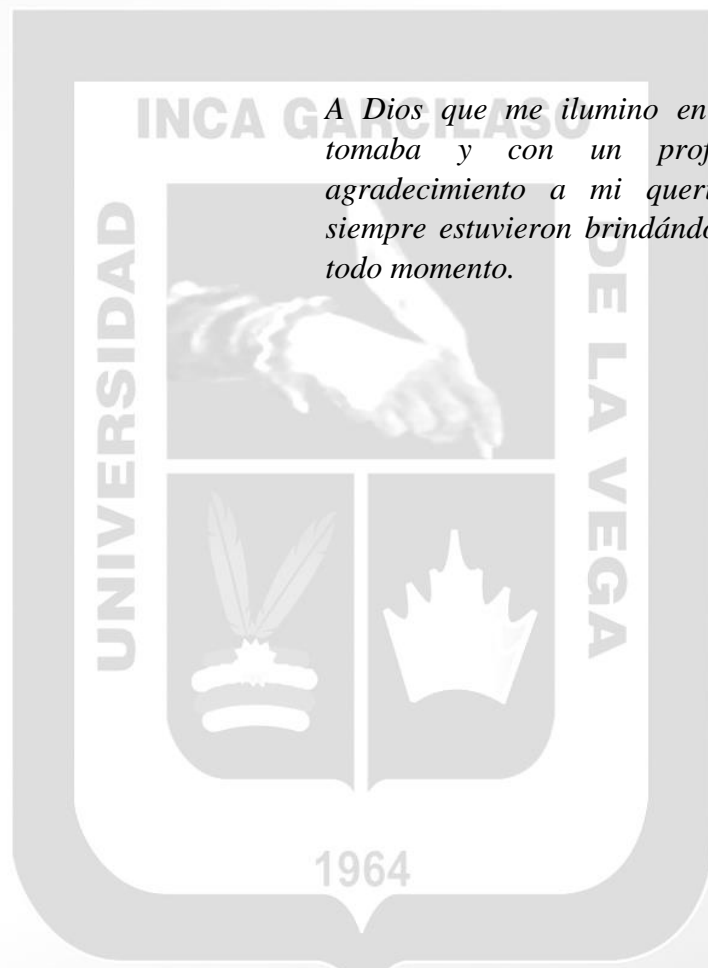 INCA GARCILASO
A Dios que me ilumino en
tomaba y con un
agradecimiento a mi
siempre estuvieron
todo momento.
UNIVERSIDAD
DE LA VEGA
1964